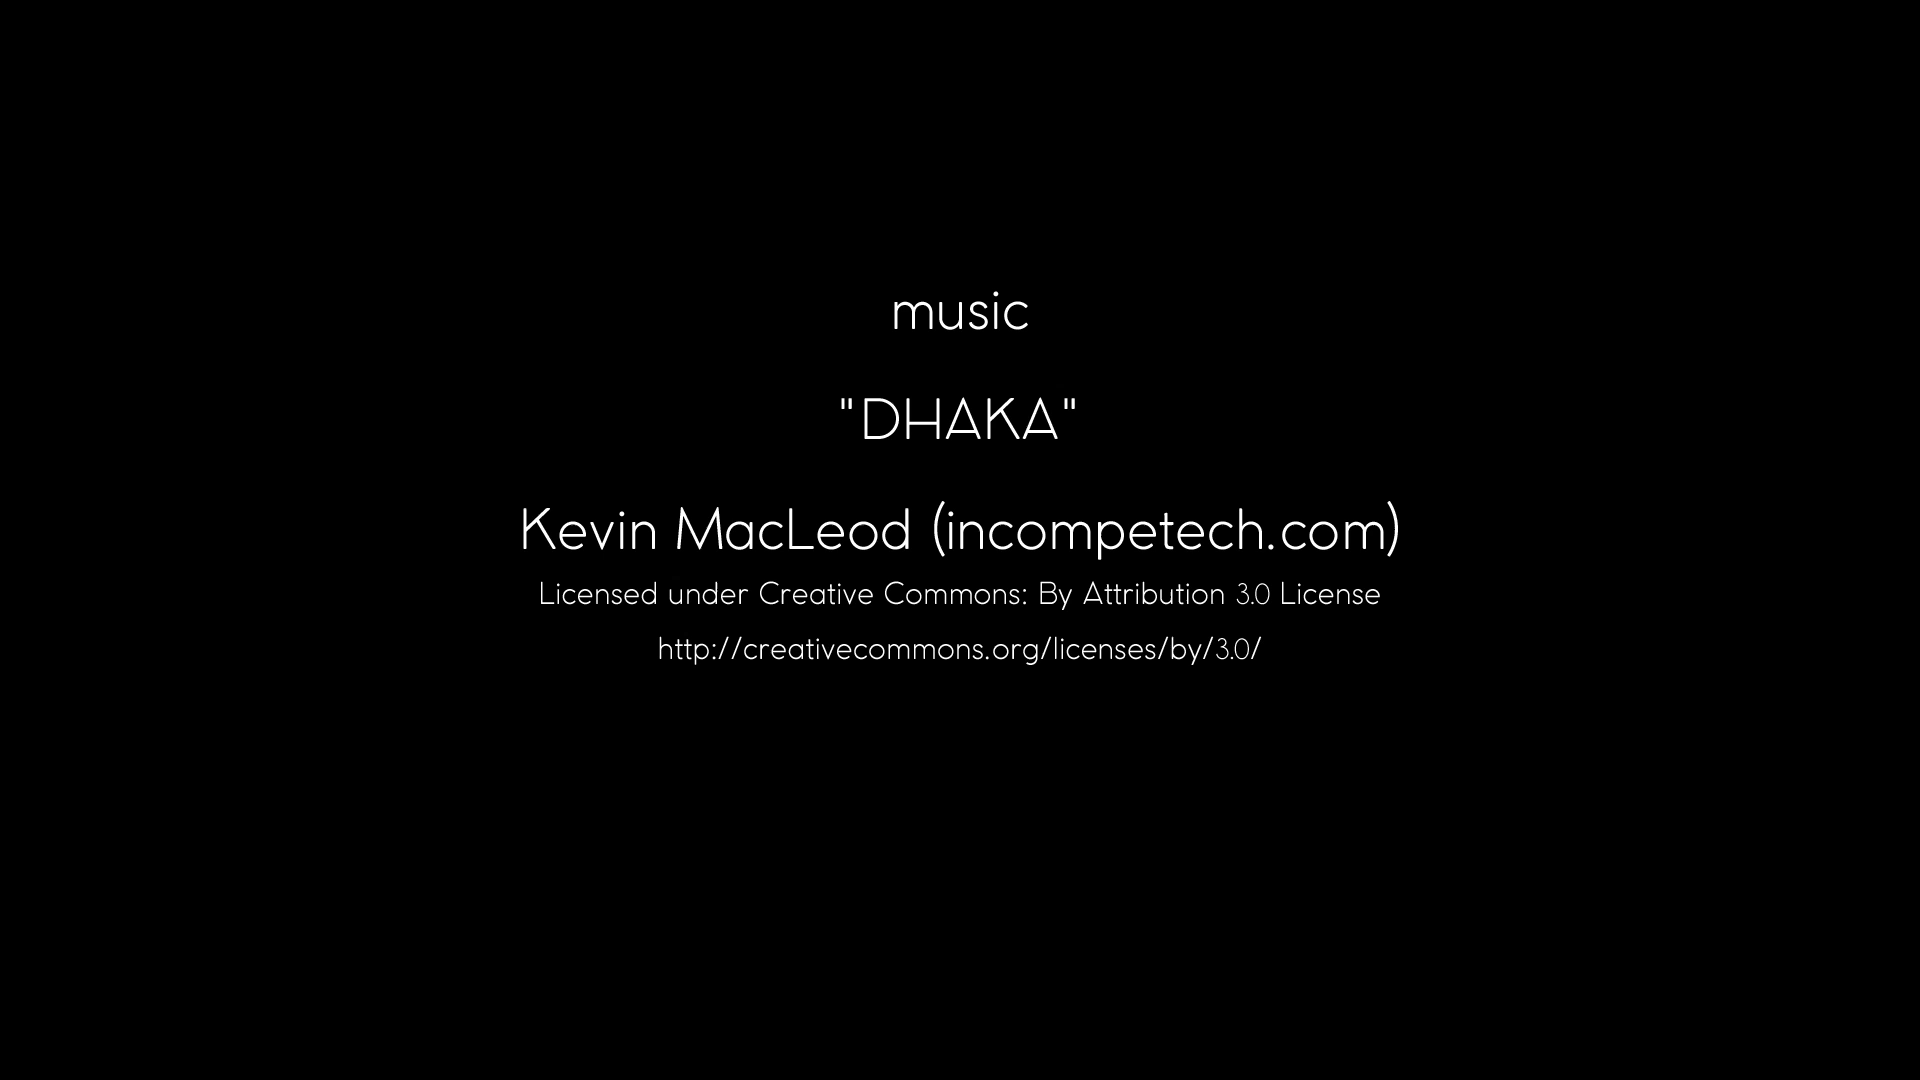 music
"DHAKA"
Kevin MacLeod (incompetech.com)
Licensed under Creative Commons: By Attribution 3.0 License
http://creativecommons.org/licenses/by/3.0/